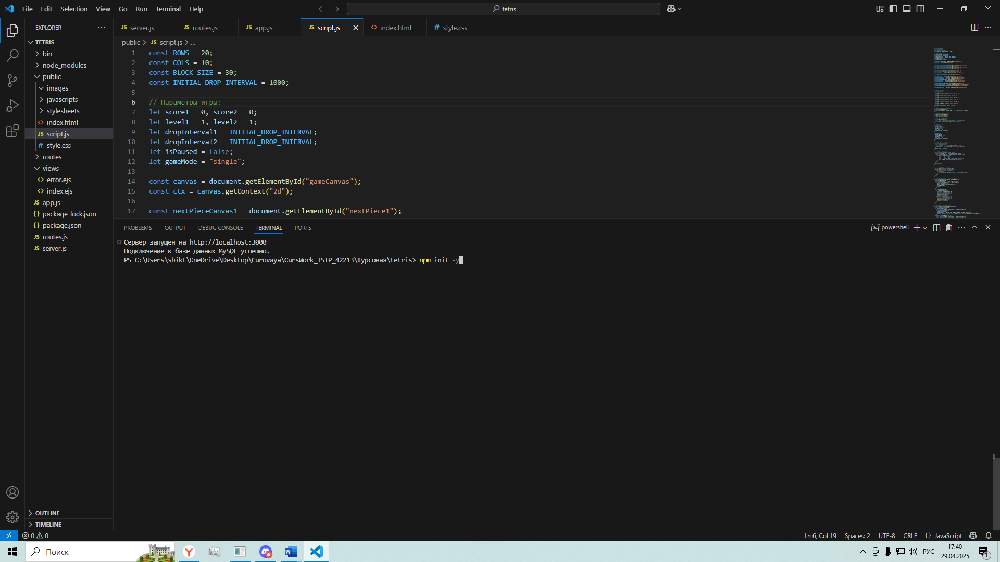 File Edit Selection View Go Run Terminal Help
tetris
EXPLORER
TETRIS
bin
node_modules
public
images
javascripts
stylesheets
index.html
script.js
style.css
routes
views
error.ejs
index.ejs
app.js
package-lock.json
package.json
routes.js
server.js
OUTLINE
TIMELINE
server.js routes.js app.js script.js index.html style.css
public > script.js > ...
1 const ROWS = 20;
2 const COLS = 10;
3 const BLOCK_SIZE = 30;
4 const INITIAL_DROP_INTERVAL = 1000;
5
6 // Параметры игры:
7 let score1 = 0, score2 = 0;
8 let level1 = 1, level2 = 1;
9 let dropInterval1 = INITIAL_DROP_INTERVAL;
10 let dropInterval2 = INITIAL_DROP_INTERVAL;
11 let isPaused = false;
12 let gameMode = "single";
13
14 const canvas = document.getElementById("gameCanvas");
15 const ctx = canvas.getContext("2d");
16
17 const nextPieceCanvas1 = document.getElementById("nextPiece1");
PROBLEMS OUTPUT DEBUG CONSOLE TERMINAL PORTS
powershell
Сервер запущен на http://localhost:3000
Подключение к базе данных MySQL успешно.
PS C:\Users\sbikt\OneDrive\Desktop\Curovaya\CursWork_ISIP_42213\Курсовая\tetris> npm init -y
0 0
Ln 6, Col 19 Spaces: 2 UTF-8 CRLF {} JavaScript
Поиск
РУС
17:40
29.04.2025
1